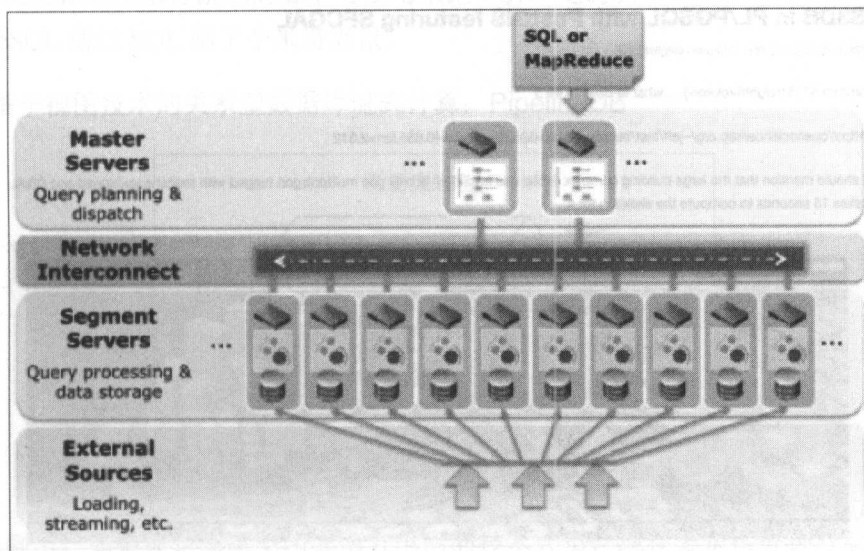 SQL or
MapReduce
Master
Servers
Query planning &
dispatch
...
...
Network
Interconnect
Segment
Servers
Query processing &
data storage
...
...
External
Sources
Loading,
streaming, etc.